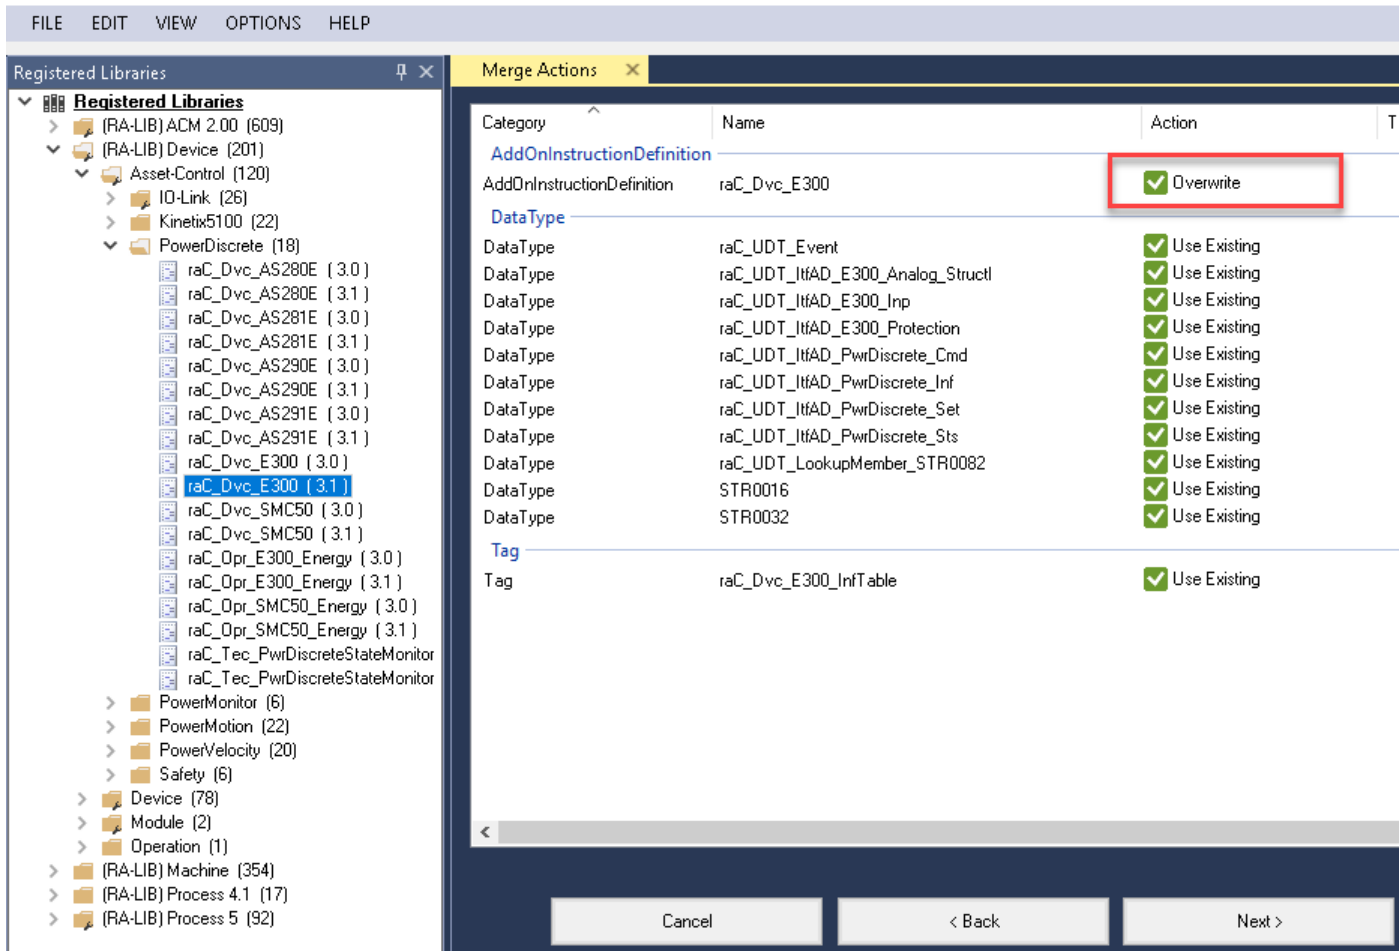 FILE EDIT VIEW OPTIONS HELP
Registered Libraries
Registered Libraries
(RA-LIB) ACM 2.00 (609)
(RA-LIB) Device (201)
Asset-Control (120)
IO-Link (26)
Kinetix5100 (22)
PowerDiscrete (18)
raC_Dvc_AS280E ( 3.0 )
raC_Dvc_AS280E ( 3.1 )
raC_Dvc_AS281E ( 3.0 )
raC_Dvc_AS281E ( 3.1 )
raC_Dvc_AS290E ( 3.0 )
raC_Dvc_AS290E ( 3.1 )
raC_Dvc_AS291E ( 3.0 )
raC_Dvc_AS291E ( 3.1 )
raC_Dvc_E300 ( 3.0 )
raC_Dvc_E300 ( 3.1 )
raC_Dvc_SMC50 ( 3.0 )
raC_Dvc_SMC50 ( 3.1 )
raC_Opr_E300_Energy ( 3.0 )
raC_Opr_E300_Energy ( 3.1 )
raC_Opr_SMC50_Energy ( 3.0 )
raC_Opr_SMC50_Energy ( 3.1 )
raC_Tec_PwrDiscreteStateMonitor
raC_Tec_PwrDiscreteStateMonitor
PowerMonitor (6)
PowerMotion (22)
PowerVelocity (20)
Safety (6)
Device (78)
Module (2)
Operation (1)
(RA-LIB) Machine (354)
(RA-LIB) Process 4.1 (17)
(RA-LIB) Process 5 (92)
Merge Actions
Category Name Action T
AddOnInstructionDefinition
AddOnInstructionDefinition raC_Dvc_E300 Overwrite
DataType
DataType raC_UDT_Event Use Existing
DataType raC_UDT_ItfAD_E300_Analog_Structl Use Existing
DataType raC_UDT_ItfAD_E300_Inp Use Existing
DataType raC_UDT_ItfAD_E300_Protection Use Existing
DataType raC_UDT_ItfAD_PwrDiscrete_Cmd Use Existing
DataType raC_UDT_ItfAD_PwrDiscrete_Inf Use Existing
DataType raC_UDT_ItfAD_PwrDiscrete_Set Use Existing
DataType raC_UDT_ItfAD_PwrDiscrete_Sts Use Existing
DataType raC_UDT_LookupMember_STR0082 Use Existing
DataType STR0016 Use Existing
DataType STR0032 Use Existing
Tag
Tag raC_Dvc_E300_InfTable Use Existing
Cancel < Back Next >